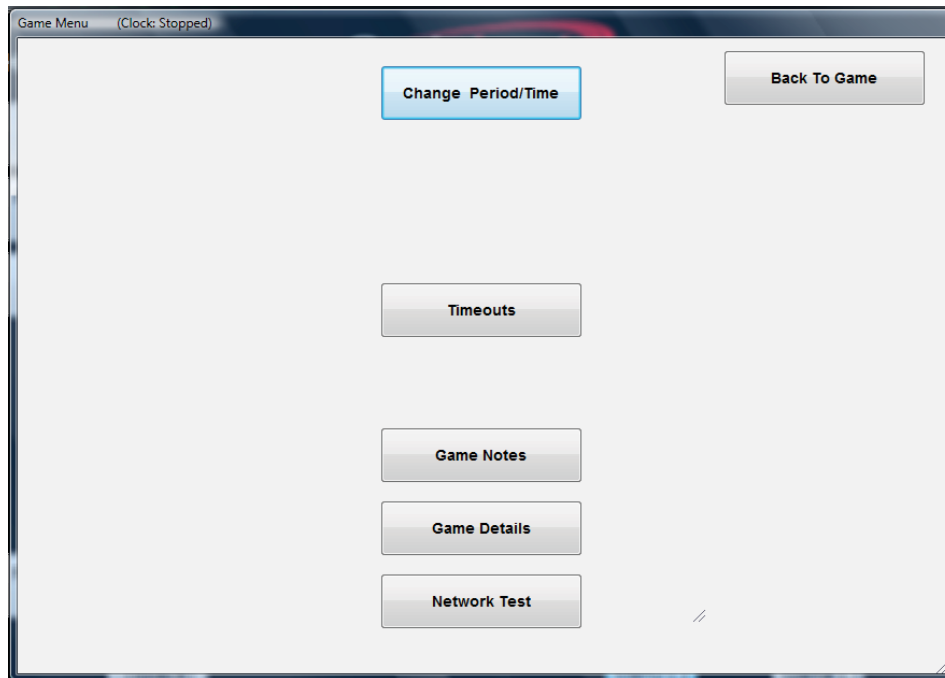 Game Menu (Clock: Stopped)
Change Period/Time
Back To Game
Timeouts
Game Notes
Game Details
Network Test